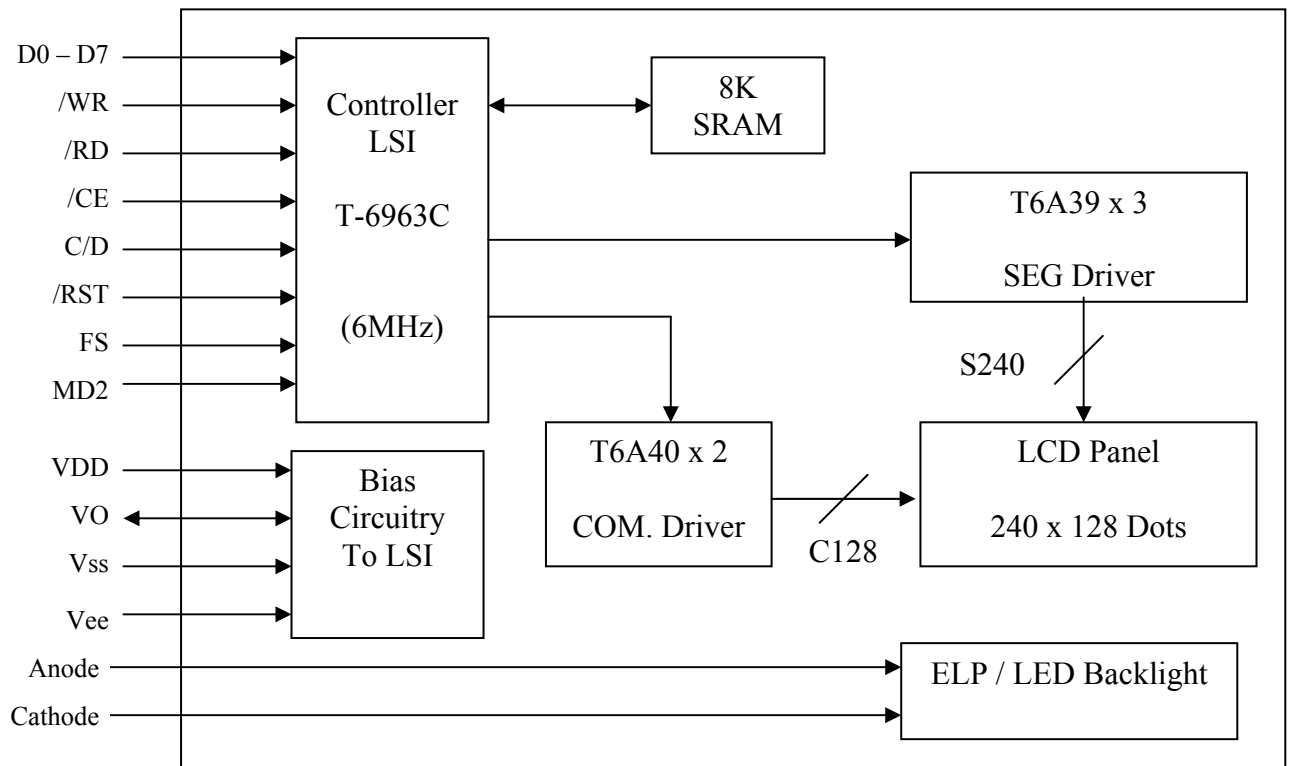 D0 – D7
/WR
/RD
/CE
C/D
/RST
FS
MD2
VDD
VO
Vss
Vee
Anode
Cathode
Controller
LSI
T-6963C
(6MHz)
8K
SRAM
T6A39 x 3
SEG Driver
S240
Bias
Circuitry
To LSI
T6A40 x 2
COM. Driver
C128
LCD Panel
240 x 128 Dots
ELP / LED Backlight